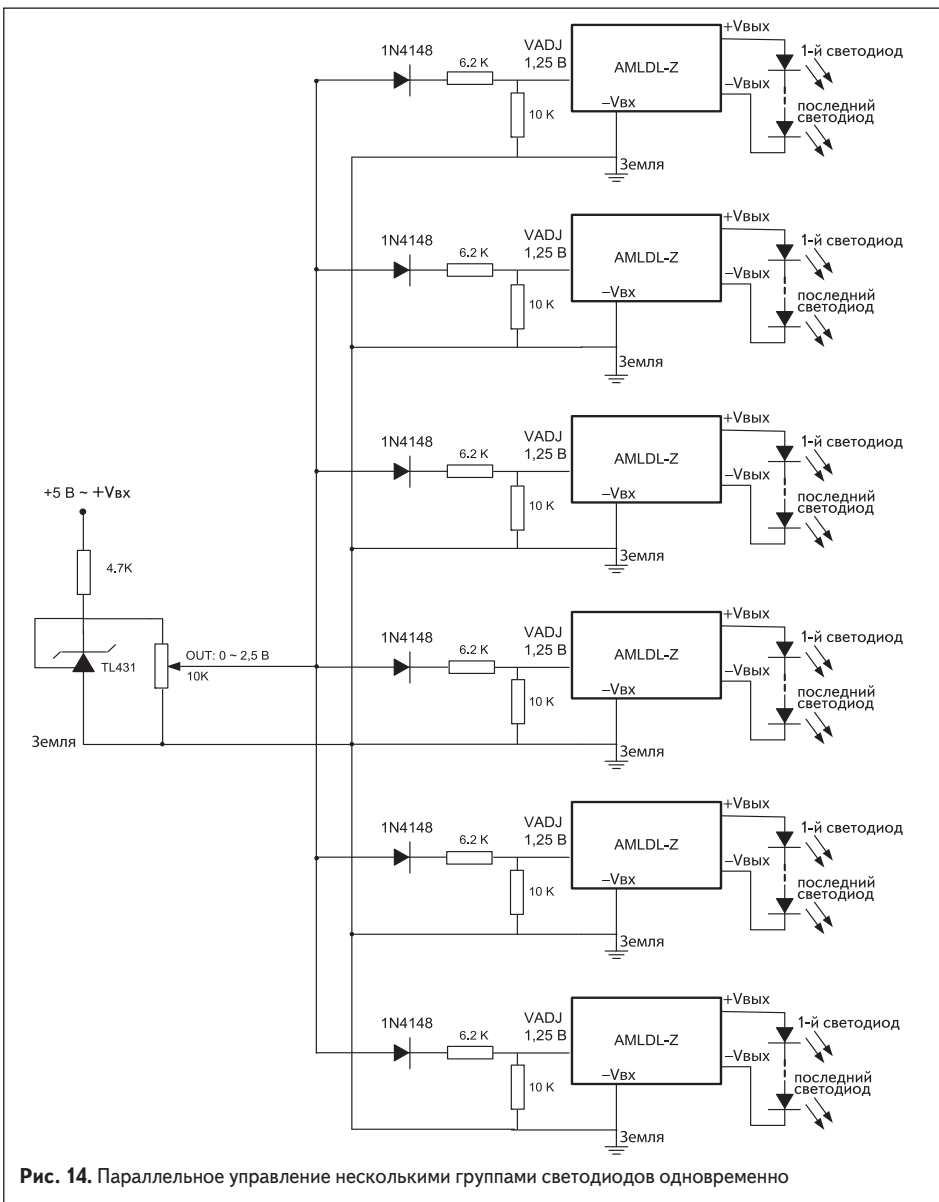 +Vвых
1N4148
VADJ
1-й светодиод
6.2 K
1,25 В
AMLDL-Z
–Vвых
–Vвх
последний
светодиод
10 K
Земля
+Vвых
1N4148
VADJ
1-й светодиод
6.2 K
1,25 В
AMLDL-Z
–Vвых
–Vвх
последний
светодиод
10 K
Земля
+Vвых
1N4148
VADJ
1-й светодиод
6.2 K
1,25 В
AMLDL-Z
–Vвых
–Vвх
последний
светодиод
10 K
Земля
+5 В ~ +Vвх
4.7K
TL431
OUT: 0 ~ 2,5 В
10K
Земля
+Vвых
1N4148
VADJ
1-й светодиод
6.2 K
1,25 В
AMLDL-Z
–Vвых
–Vвх
последний
светодиод
10 K
Земля
+Vвых
1N4148
VADJ
1-й светодиод
6.2 K
1,25 В
AMLDL-Z
–Vвых
–Vвх
последний
светодиод
10 K
Земля
+Vвых
1N4148
VADJ
1-й светодиод
6.2 K
1,25 В
AMLDL-Z
–Vвых
–Vвх
последний
светодиод
10 K
Земля
Рис. 14. Параллельное управление несколькими группами светодиодов одновременно